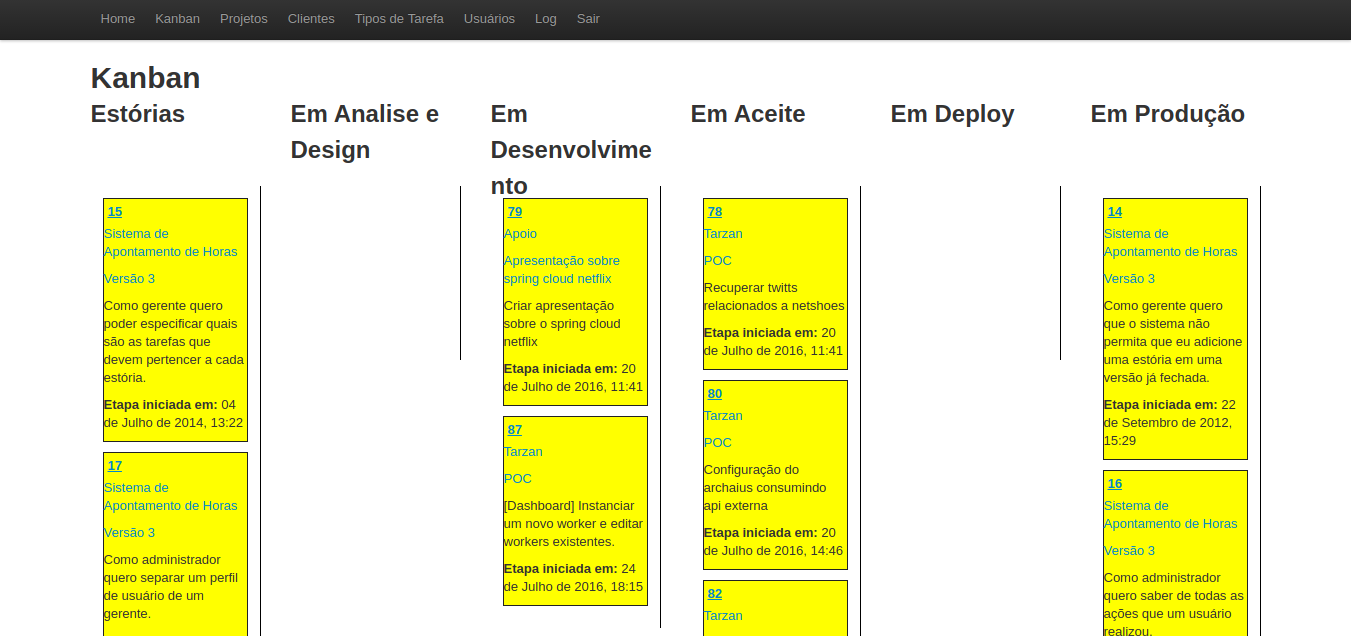 Home Kanban Projetos Clientes Tipos de Tarefa Usuários Log Sair
Kanban
Estórias
15
Sistema de
Apontamento de Horas
Versão 3
Como gerente quero
poder especificar quais
são as tarefas que
devem pertencer a cada
estória.
Etapa iniciada em: 04
de Julho de 2014, 13:22
17
Sistema de
Apontamento de Horas
Versão 3
Como administrador
quero separar um perfil
de usuário de um
gerente.
Em Analise e
Design
Em
Desenvolvime
nto
79
Apoio
Apresentação sobre
spring cloud netflix
Criar apresentação
sobre o spring cloud
netflix
Etapa iniciada em: 20
de Julho de 2016, 11:41
87
Tarzan
POC
[Dashboard] Instanciar
um novo worker e editar
workers existentes.
Etapa iniciada em: 24
de Julho de 2016, 18:15
Em Aceite
78
Tarzan
POC
Recuperar twitts
relacionados a netshoes
Etapa iniciada em: 20
de Julho de 2016, 11:41
80
Tarzan
POC
Configuração do
archaius consumindo
api externa
Etapa iniciada em: 20
de Julho de 2016, 14:46
82
Tarzan
Em Deploy
Em Produção
14
Sistema de
Apontamento de Horas
Versão 3
Como gerente quero
que o sistema não
permita que eu adicione
uma estória em uma
versão já fechada.
Etapa iniciada em: 22
de Setembro de 2012,
15:29
16
Sistema de
Apontamento de Horas
Versão 3
Como administrador
quero saber de todas as
ações que um usuário
realizou.